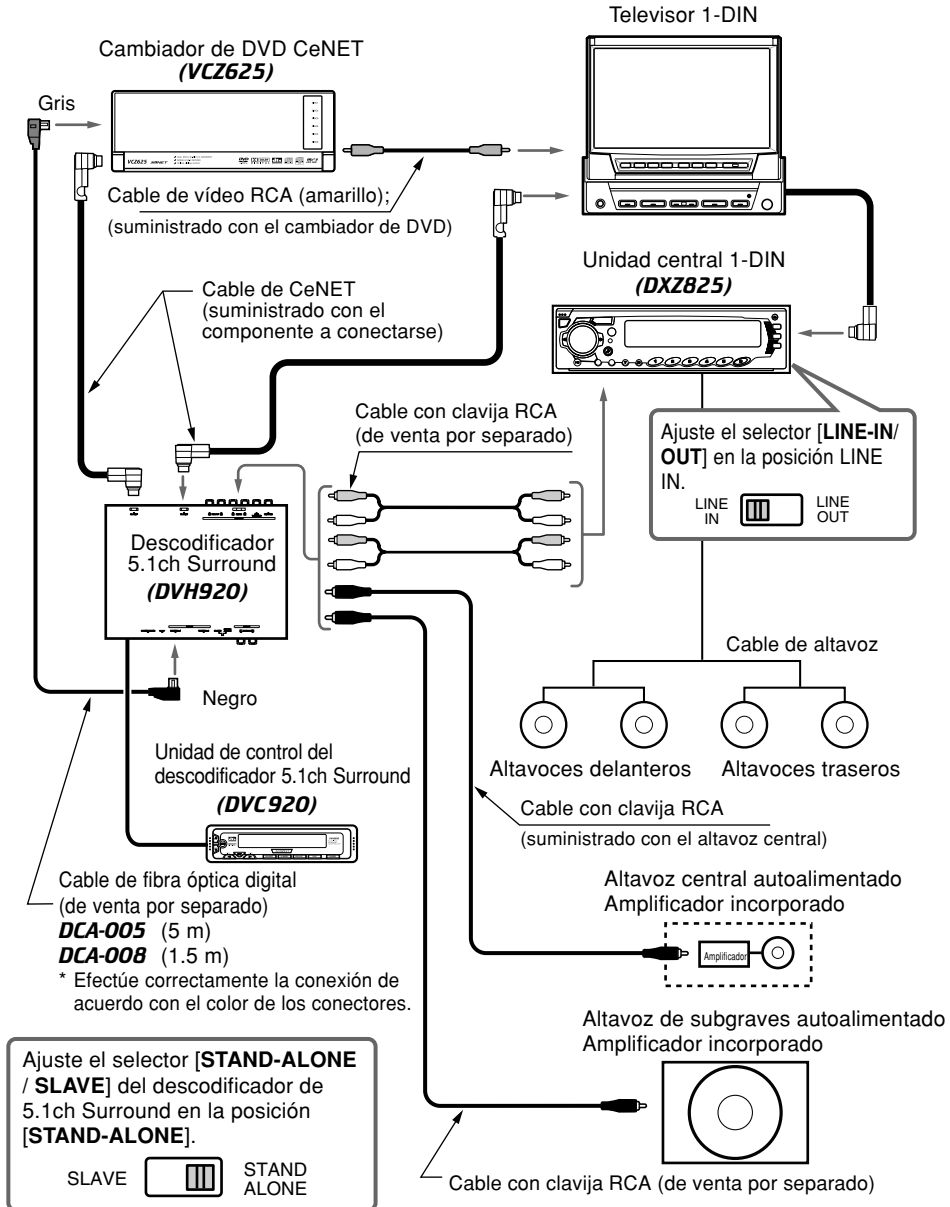 Televisor 1-DIN
Cambiador de DVD CeNET
(VCZ625)
Gris
VCZ625
Cable de vídeo RCA (amarillo);
(suministrado con el cambiador de DVD)
Unidad central 1-DIN
(DXZ825)
Cable de CeNET
(suministrado con el
componente a conectarse)
Cable con clavija RCA
(de venta por separado)
Ajuste el selector [LINE-IN/
OUT] en la posición LINE
IN.
LINE
IN
LINE
OUT
Descodificador
5.1ch Surround
(DVH920)
Cable de altavoz
Negro
Altavoces delanteros
Altavoces traseros
Unidad de control del
descodificador 5.1ch Surround
(DVC920)
Cable con clavija RCA
(suministrado con el altavoz central)
Cable de fibra óptica digital
(de venta por separado)
DCA-005 (5 m)
DCA-008 (1.5 m)
* Efectúe correctamente la conexión de
acuerdo con el color de los conectores.
Altavoz central autoalimentado
Amplificador incorporado
Amplificador
Altavoz de subgraves autoalimentado
Amplificador incorporado
Ajuste el selector [STAND-ALONE
/ SLAVE] del descodificador de
5.1ch Surround en la posición
[STAND-ALONE].
SLAVE
STAND
ALONE
Cable con clavija RCA (de venta por separado)